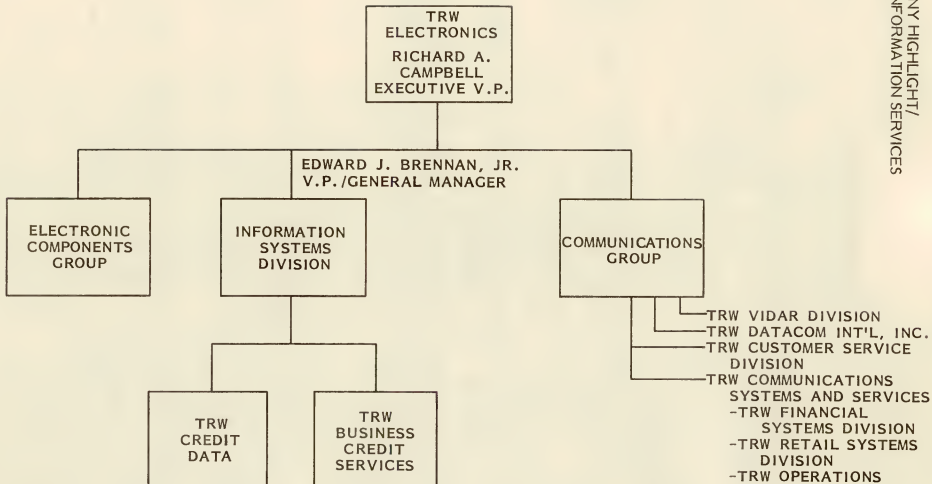 TRW
ELECTRONICS
RICHARD A.
CAMPBELL
EXECUTIVE V.P.
EDWARD J. BRENNAN, JR.
V.P./GENERAL MANAGER
ELECTRONIC
COMPONENTS
GROUP
INFORMATION
SYSTEMS
DIVISION
COMMUNICATIONS
GROUP
TRW VIDAR DIVISION
TRW DATACOM INT'L, INC.
TRW CUSTOMER SERVICE
DIVISION
TRW COMMUNICATIONS
SYSTEMS AND SERVICES
-TRW FINANCIAL
SYSTEMS DIVISION
-TRW RETAIL SYSTEMS
DIVISION
-TRW OPERATIONS
TRW
CREDIT
DATA
TRW
BUSINESS
CREDIT
SERVICES
HIGHLIGHT/
SERVICES